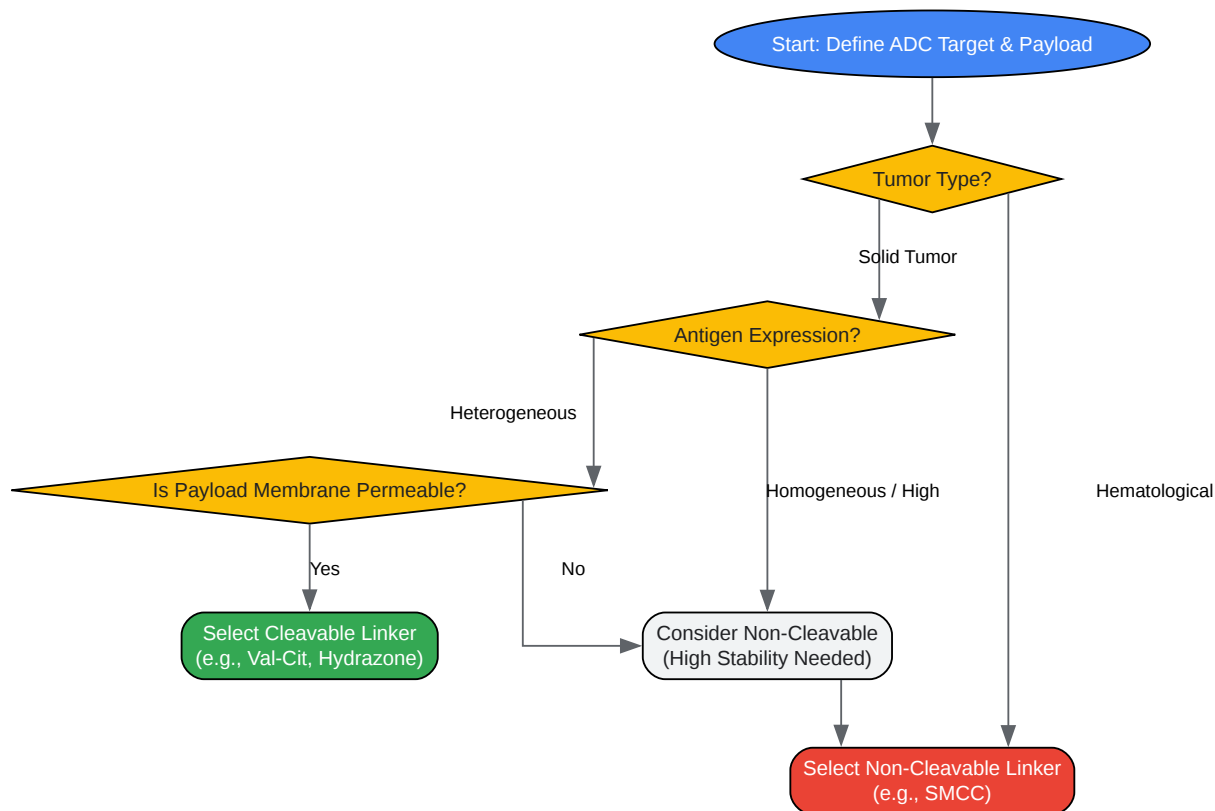 Start: Define ADC Target & Payload
Tumor Type?
Solid Tumor
Antigen Expression?
Heterogeneous
Is Payload Membrane Permeable?
Homogeneous / High
Hematological
Yes
No
Select Cleavable Linker
(e.g., Val-Cit, Hydrazone)
Consider Non-Cleavable
(High Stability Needed)
Select Non-Cleavable Linker
(e.g., SMCC)